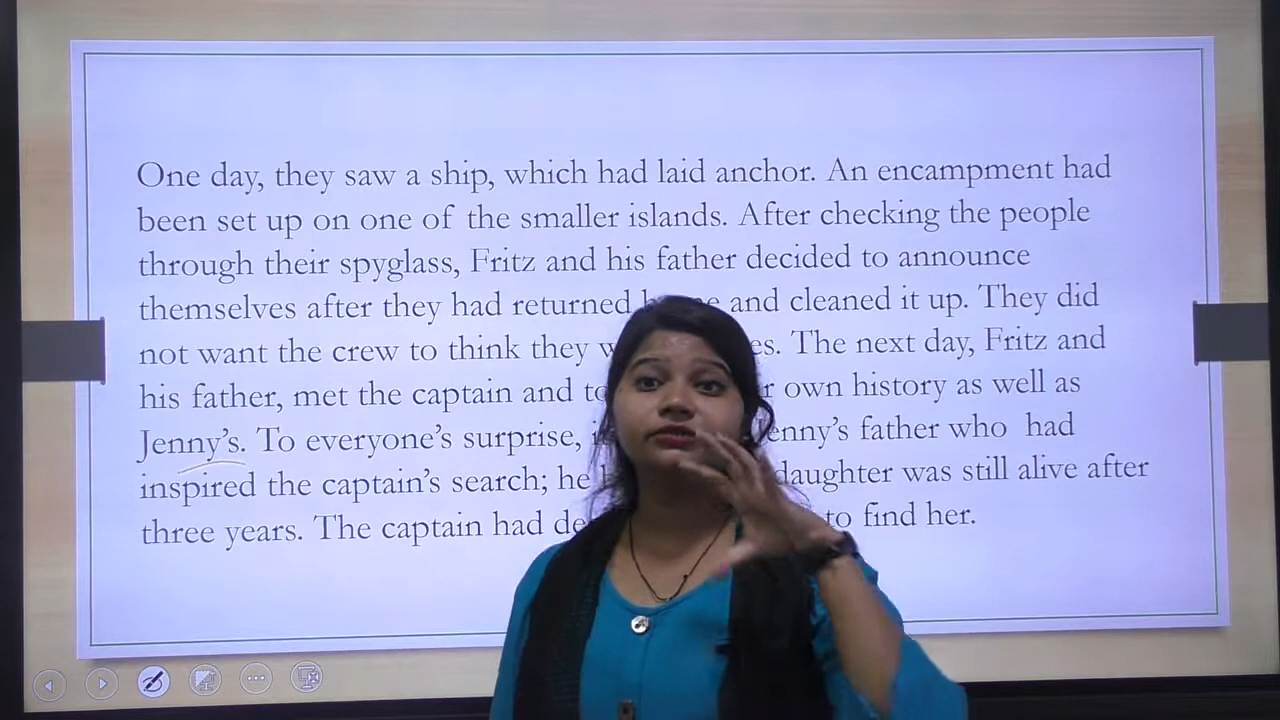 One day, they saw a ship, which had laid anchor. An encampment had
been set up on one of the smaller islands. After checking the people
through their spyglass, Fritz and his father decided to announce
themselves after they had returned and cleaned it up. They did
not want the crew to think they The next day, Fritz and
his father, met the captain and own history as well as
Jenny's. To everyone's surprise, father who had
inspired the captain's search; he daughter was still alive after
three years. The captain had to find her.